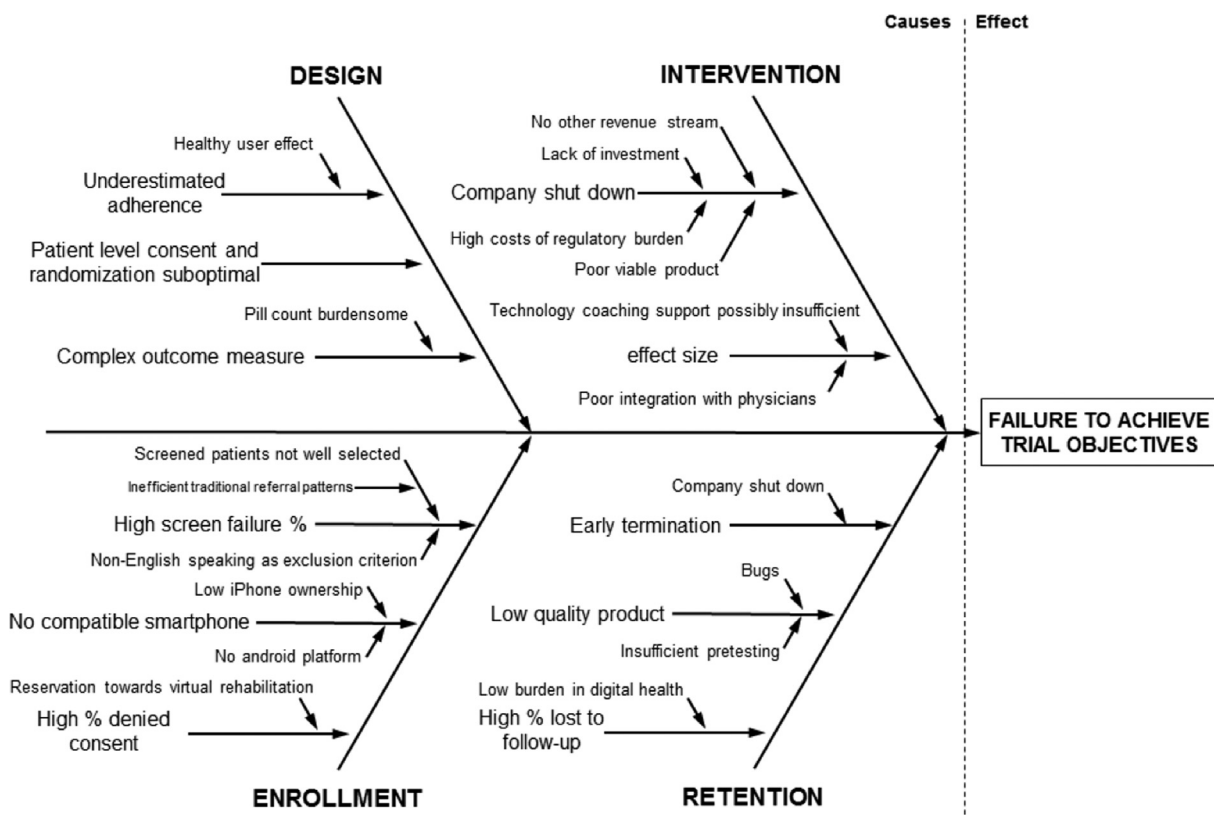 Causes
Effect
DESIGN
INTERVENTION
Healthy user effect
Underestimated
adherence
Patient level consent and
randomization suboptimal
Pill count burdensome
Complex outcome measure
No other revenue stream
Lack of investment
Company shut down
High costs of regulatory burden
Poor viable product
Technology coaching support possibly insufficient
effect size
Poor integration with physicians
FAILURE TO ACHIEVE
TRIAL OBJECTIVES
Screened patients not well selected
Inefficient traditional referral patterns
High screen failure %
Non-English speaking as exclusion criterion
Low iPhone ownership
No compatible smartphone
No android platform
Reservation towards virtual rehabilitation
High % denied
consent
Company shut down
Early termination
Bugs
Low quality product
Insufficient pretesting
Low burden in digital health
High % lost to
follow-up
ENROLLMENT
RETENTION